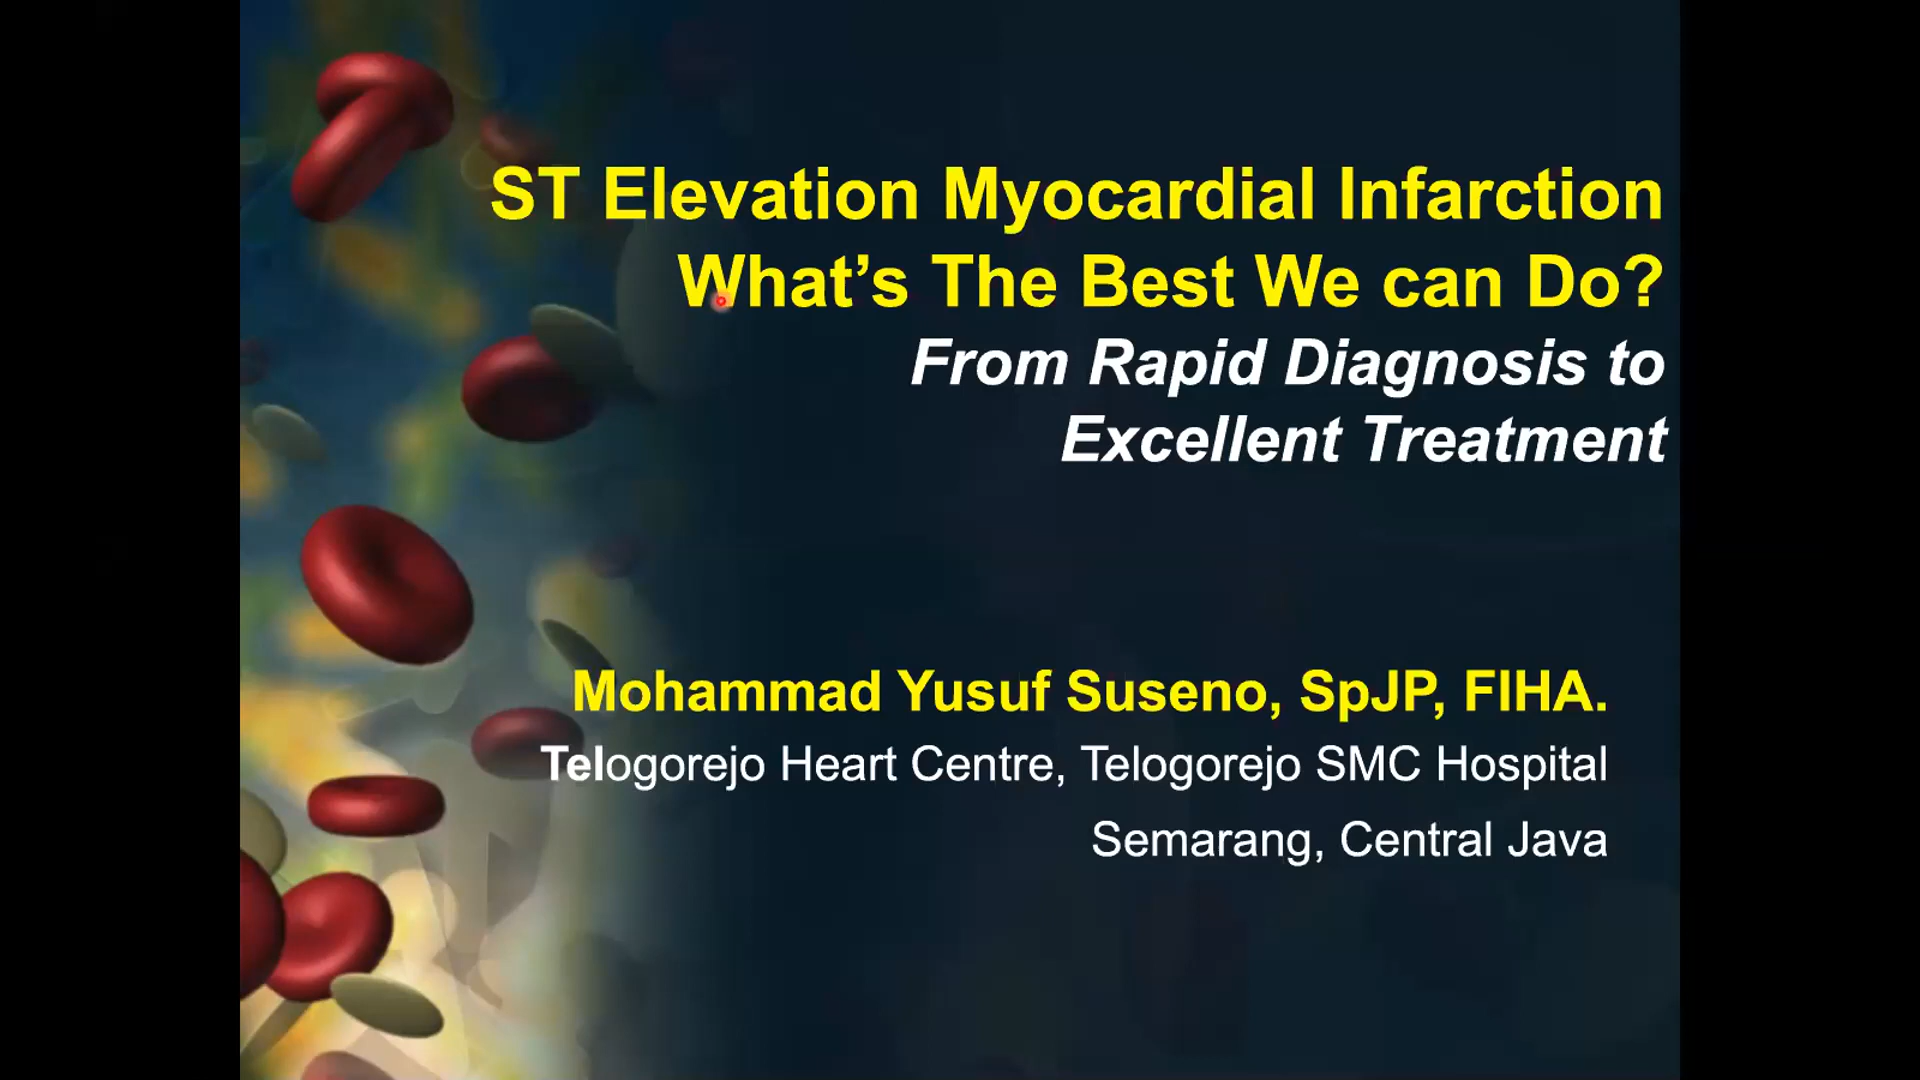 ST Elevation Myocardial Infarction
What’s The Best We can Do?
From Rapid Diagnosis to
Excellent Treatment
Mohammad Yusuf Suseno, SpJP, FIHA.
Telogorejo Heart Centre, Telogorejo SMC Hospital
Semarang, Central Java